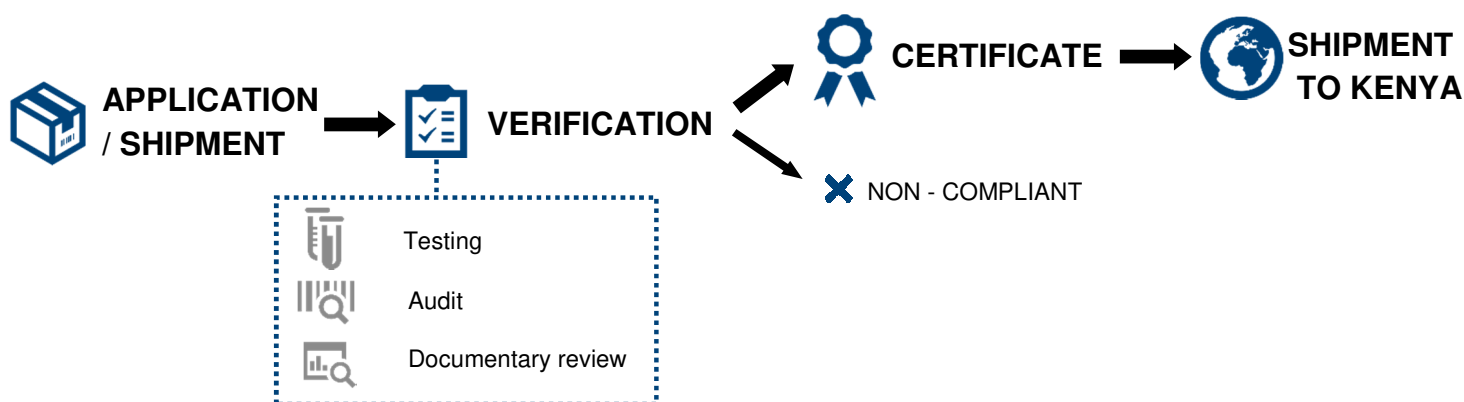 APPLICATION
/ SHIPMENT
VERIFICATION
CERTIFICATE
SHIPMENT
TO KENYA
NON - COMPLIANT
Testing
Audit
Documentary review